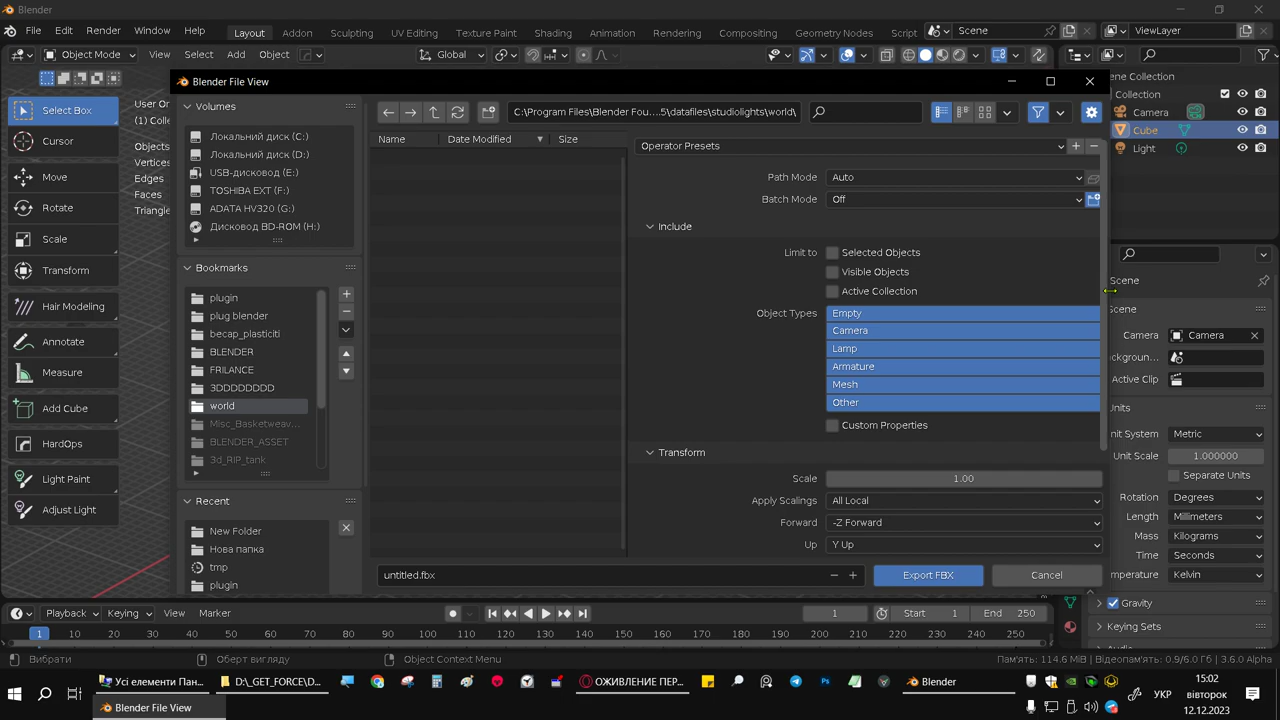 Blender
File Edit Render Window Help Layout Addon Sculpting UV Editing Texture Paint Shading Animation Rendering Compositing Geometry Nodes Script Scene ViewLayer
Object Mode View Select Add Object Global
Blender File View
Select Box
Cursor
Move
Rotate
Scale
Transform
Hair Modeling
Annotate
Measure
Add Cube
HardOps
Light Paint
Adjust Light
User Or
(1) Collec
Objects
Vertices
Edges
Faces
Triangle
Volumes
Локальний диск (C:)
Локальний диск (D:)
USB-дисковод (E:)
TOSHIBA EXT (F:)
ADATA HV320 (G:)
Дисковод BD-ROM (H:)
Bookmarks
plugin
plug blender
becap_plasticiti
BLENDER
FRILANCE
3DDDDDDDD
world
Misc_Basketweav...
BLENDER_ASSET
3d_RIP_tank
Recent
New Folder
Нова папка
tmp
plugin
C:\Program Files\Blender Fou...5\datafiles\studiolights\world\
Name Date Modified Size
Operator Presets
Path Mode Auto
Batch Mode Off
Include
Limit to Selected Objects
Visible Objects
Active Collection
Object Types Empty
Camera
Lamp
Armature
Mesh
Other
Custom Properties
Transform
Scale 1.00
Apply Scalings All Local
Forward -Z Forward
Up Y Up
untitled.fbx Export FBX Cancel
cene Collection
Collection
Camera
Cube
Light
Scene
Scene
Camera Camera
ackgroun...
Active Clip
Units
nit System Metric
Unit Scale 1.000000
Separate Units
Rotation Degrees
Length Millimeters
Mass Kilograms
Time Seconds
mperature Kelvin
Gravity
Keying Sets
Playback Keying View Marker 1 Start 1 End 250
1 10 20 30 40 50 60 70 80 90 100 110 120 130 140 150 160 170 180 190 200 210 220 230 240 250
Вибрати Оберт вигляду Object Context Menu Пам'ять: 114.6 MiB | Відеопам'ять: 0.9/6.0 Гб | 3.6.0 Alpha
Усі елементи Пан... D:\_GET_FORCE\D... ОЖИВЛЕНИЕ ПЕР... Blender
Blender File View
УКР
15:02
вівторок
12.12.2023